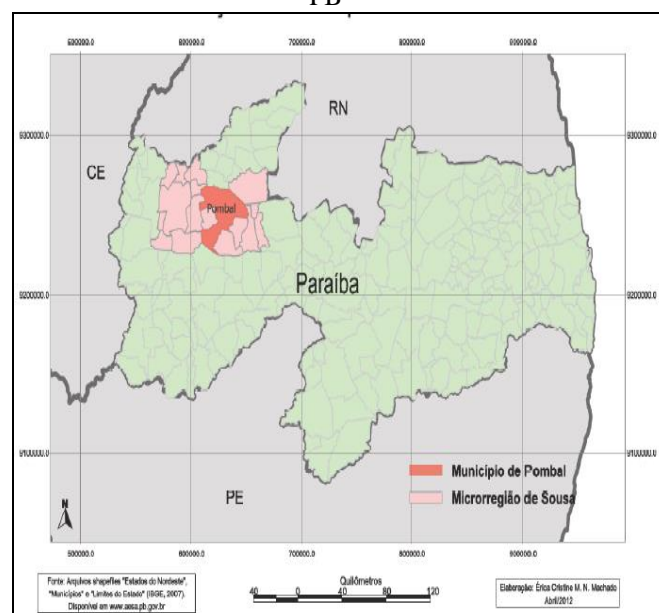 PB
500000.0 600000.0 700000.0 800000.0 900000.0
RN
9300000.0 9300000.0
CE
Pombal
Paraíba
9200000.0 9200000.0
9100000.0 9100000.0
Município de Pombal
Microrregião de Sousa
PE
N
500000.0 600000.0 700000.0 800000.0 900000.0
Fonte: Arquivos shapefiles "Estados do Nordeste",
"Municípios" e "Limites do Estado" (IBGE, 2007).
Disponível em www.aesa.pb.gov.br
Quilômetros
40 0 40 80 120
Elaboração: Érica Cristine M. N. Machado
Abril/2012